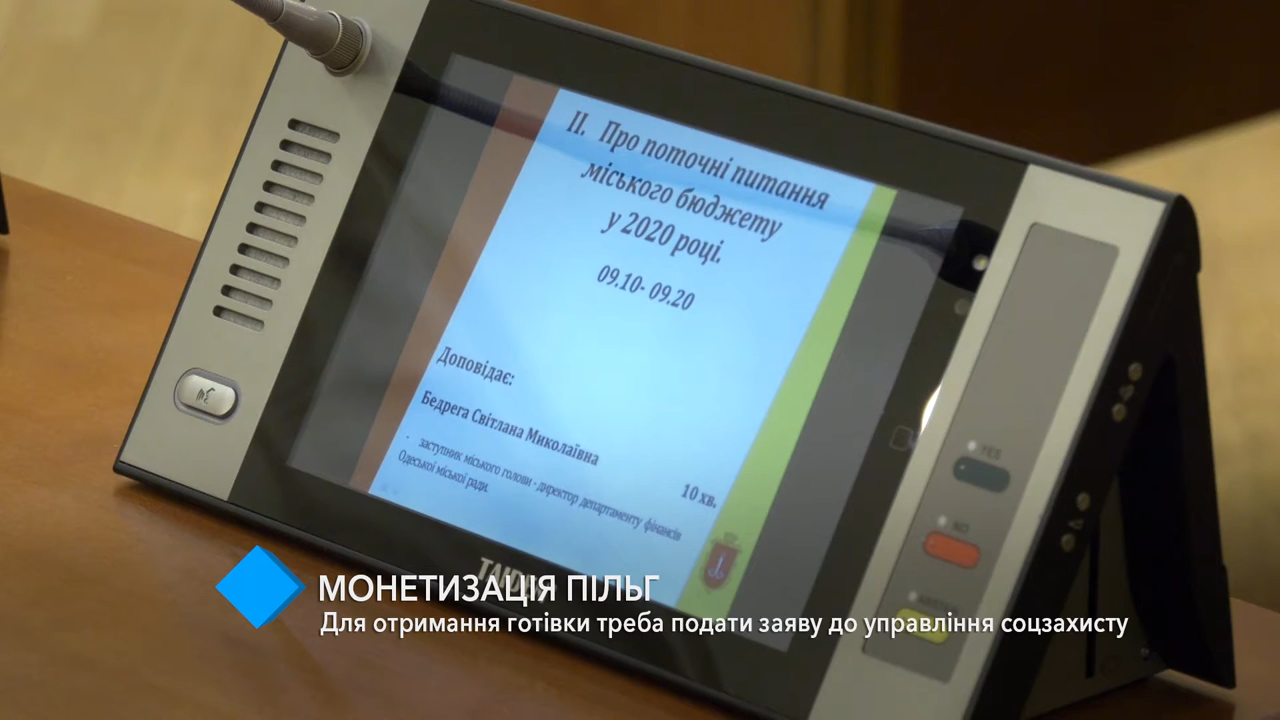 II. Про поточні питання
міського бюджету
у 2020 році.
09.10- 09.20
Доповідає:
Бедрега Світлана Миколаївна
10 хв.
· заступник міського голови - директор департаменту фінансів
Одеської міської ради.
YES
NO
TAIDEN
МОНЕТИЗАЦІЯ ПІЛЬГ
Для отримання готівки треба подати заяву до управління соцзахисту